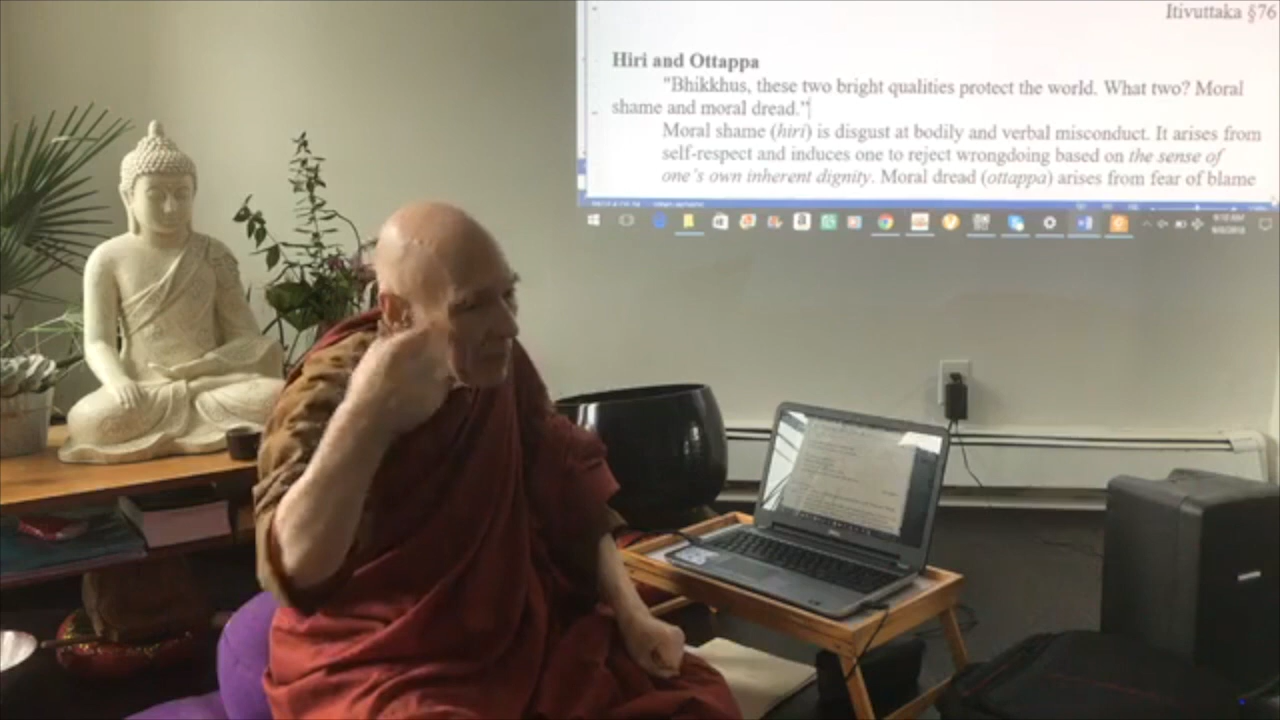 Itivuttaka §76
Hiri and Ottappa
"Bhikkhus, these two bright qualities protect the world. What two? Moral
shame and moral dread."
Moral shame (hiri) is disgust at bodily and verbal misconduct. It arises from
self-respect and induces one to reject wrongdoing based on the sense of
one's own inherent dignity. Moral dread (ottappa) arises from fear of blame